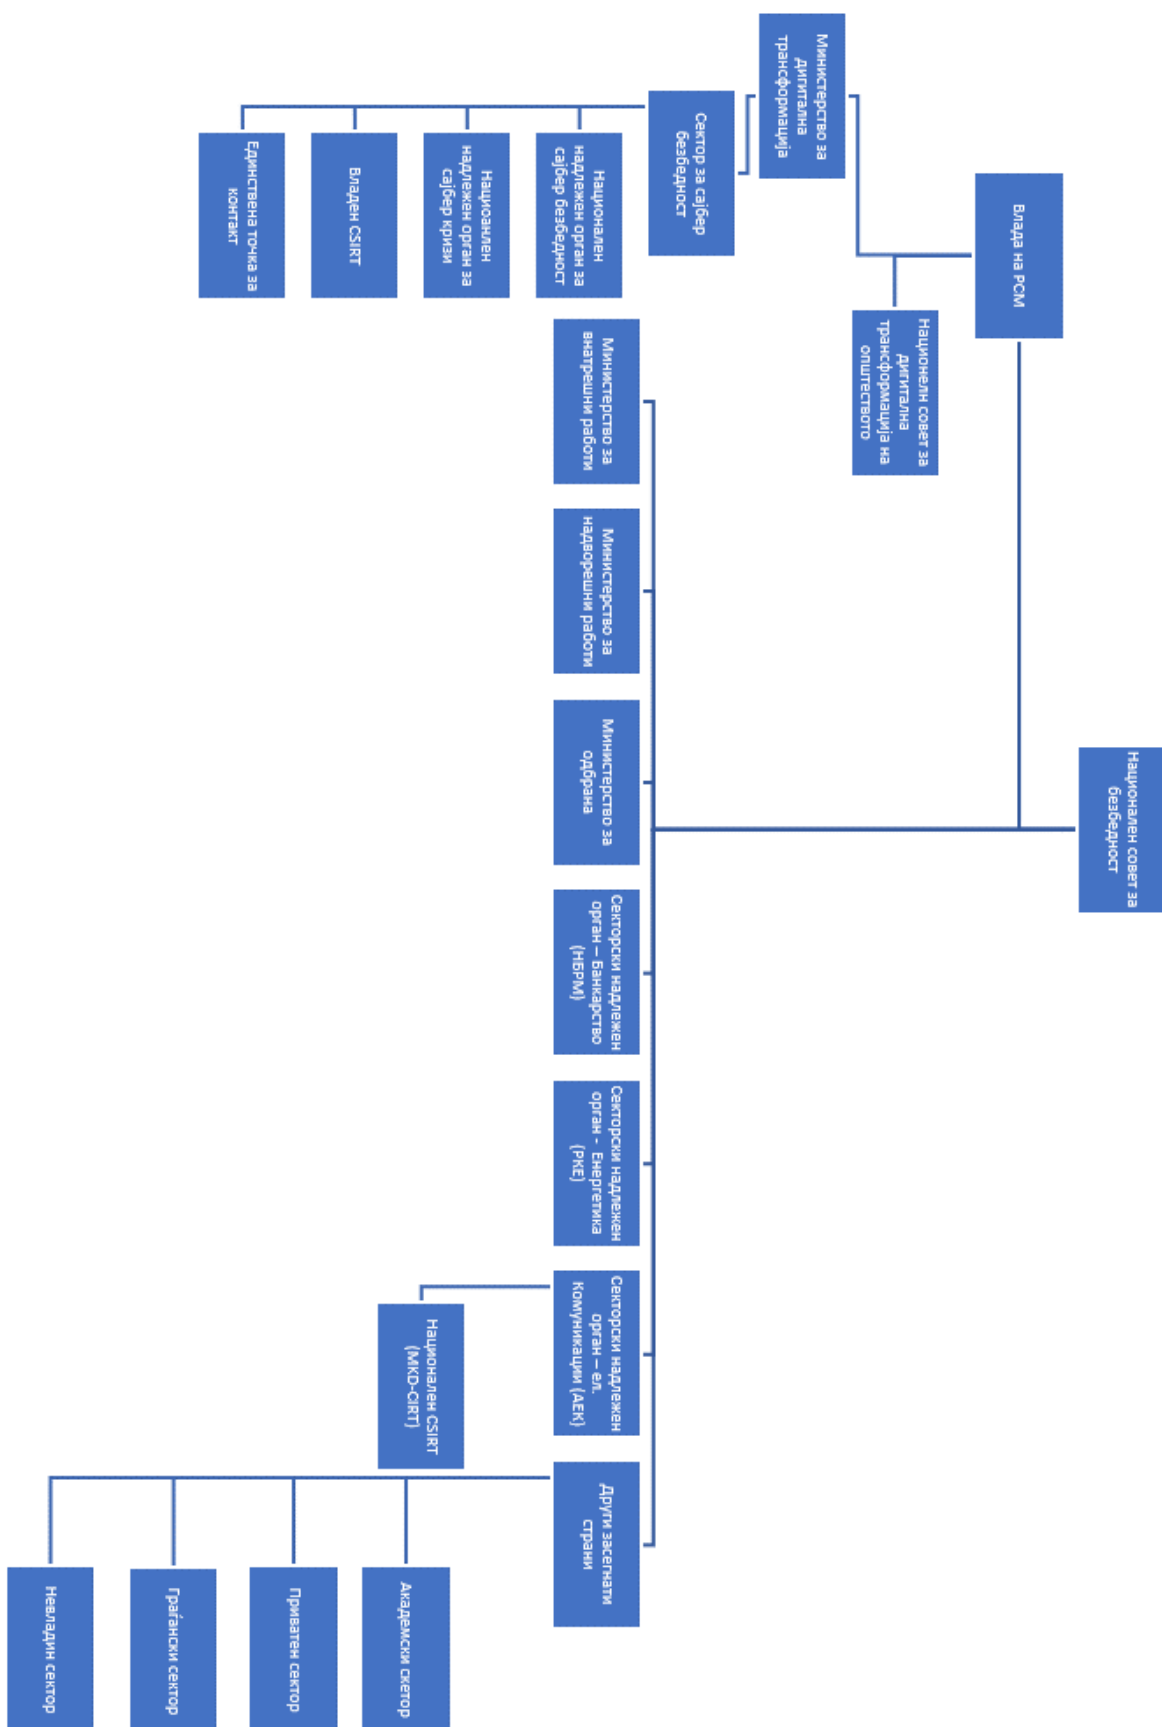 Национален совет за
безбедност
Влада на РСМ
Министерство за
дигитална
трансформација
Национелн совет за
дигитална
трансформација на
општеството
Сектор за сајбер
безбедност
Национален
надлежен орган за
сајбер безбедност
Ициоанлен
надлежен орган за
сајбер кризи
Владен CSIRT
Единствена точка за
контакт
Министерство за
внатрешни работи
Министерство за
надворешни работи
Министерство за
одбрана
Секторски надлежен
орган – Банкарство
(НБРМ)
Секторски надлежен
орган - Енергетика
(РКЕ)
Секторски надлежен
орган – ел.
Комуникации (АЕК)
Национален CSIRT
(MKD-CIRT)
Други засегнати
страни
Академски скетор
Приватен сектор
Граѓански сектор
Невладин сектор